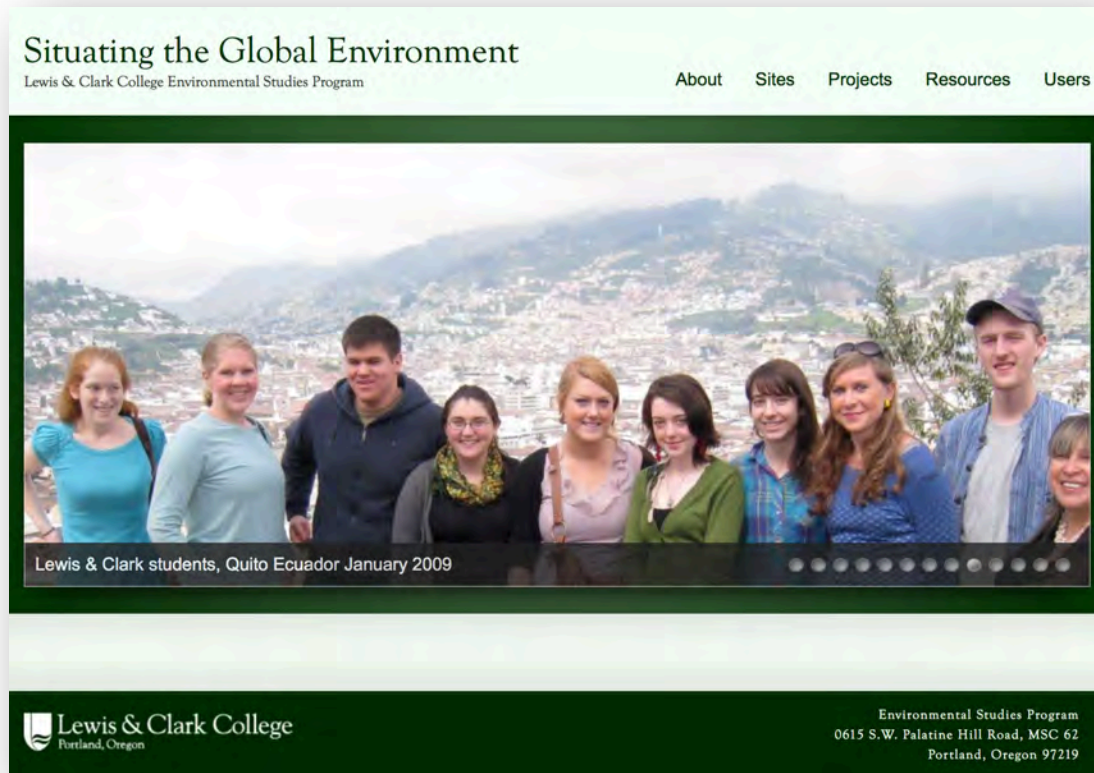 Situating the Global Environment
Lewis & Clark College Environmental Studies Program
About Sites Projects Resources Users
Lewis & Clark students, Quito Ecuador January 2009
Lewis & Clark College
Portland, Oregon
Environmental Studies Program
0615 S.W. Palatine Hill Road, MSC 62
Portland, Oregon 97219